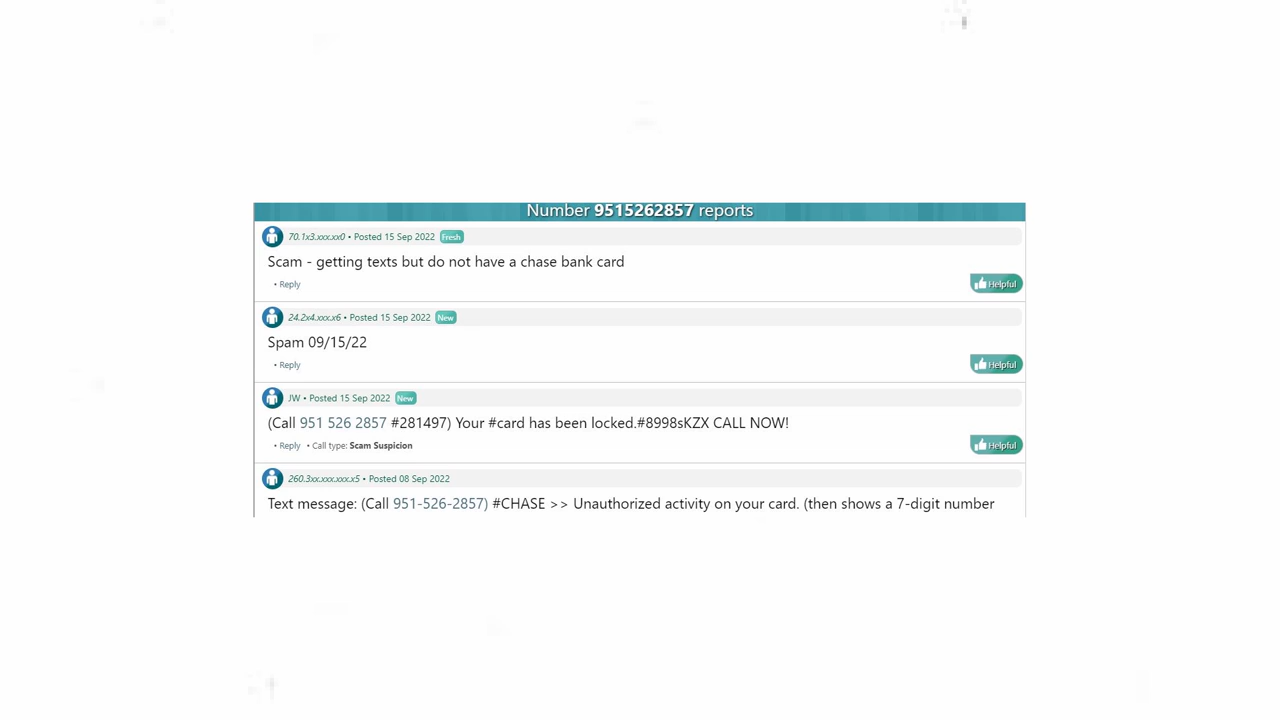 Number 9515262857 reports
70.1x3.xxx.xx0 • Posted 15 Sep 2022 Fresh
Scam - getting texts but do not have a chase bank card
• Reply
Helpful
24.2x4.xxx.x6 • Posted 15 Sep 2022 New
Spam 09/15/22
• Reply
Helpful
JW • Posted 15 Sep 2022 New
(Call 951 526 2857 #281497) Your #card has been locked.#8998sKZX CALL NOW!
• Reply • Call type: Scam Suspicion
Helpful
260.3xx.xxx.xxx.x5 • Posted 08 Sep 2022
Text message: (Call 951-526-2857) #CHASE >> Unauthorized activity on your card. (then shows a 7-digit number